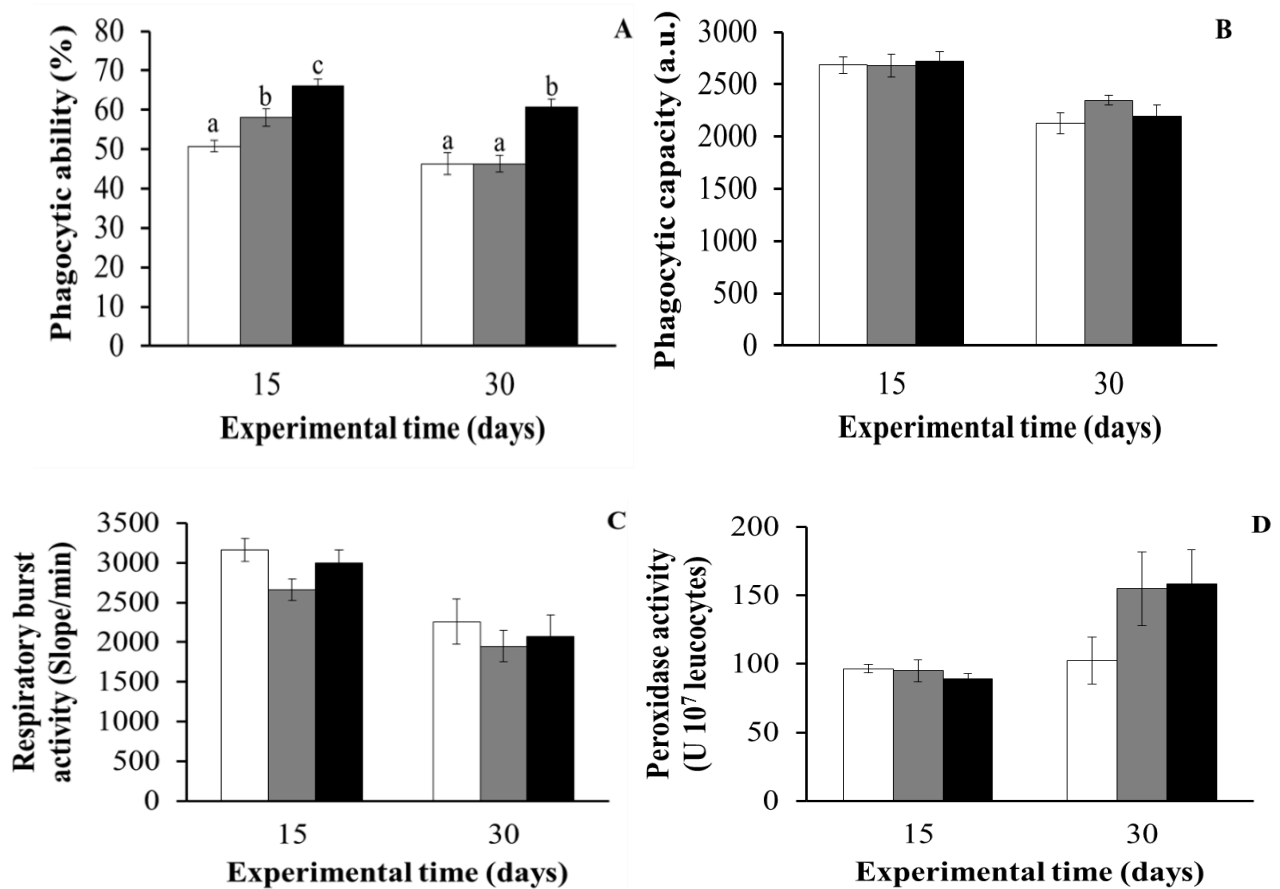 A
Phagocytic ability (%)
80
70
60
50
40
30
20
10
0
a
b
c
a
a
b
15
30
Experimental time (days)
B
Phagocytic capacity (a.u.)
3000
2500
2000
1500
1000
500
0
15
30
Experimental time (days)
C
Respiratory burst
activity (Slope/min)
3500
3000
2500
2000
1500
1000
500
0
15
30
Experimental time (days)
D
Peroxidase activity
(U 10⁷ leucocytes)
200
150
100
50
0
15
30
Experimental time (days)